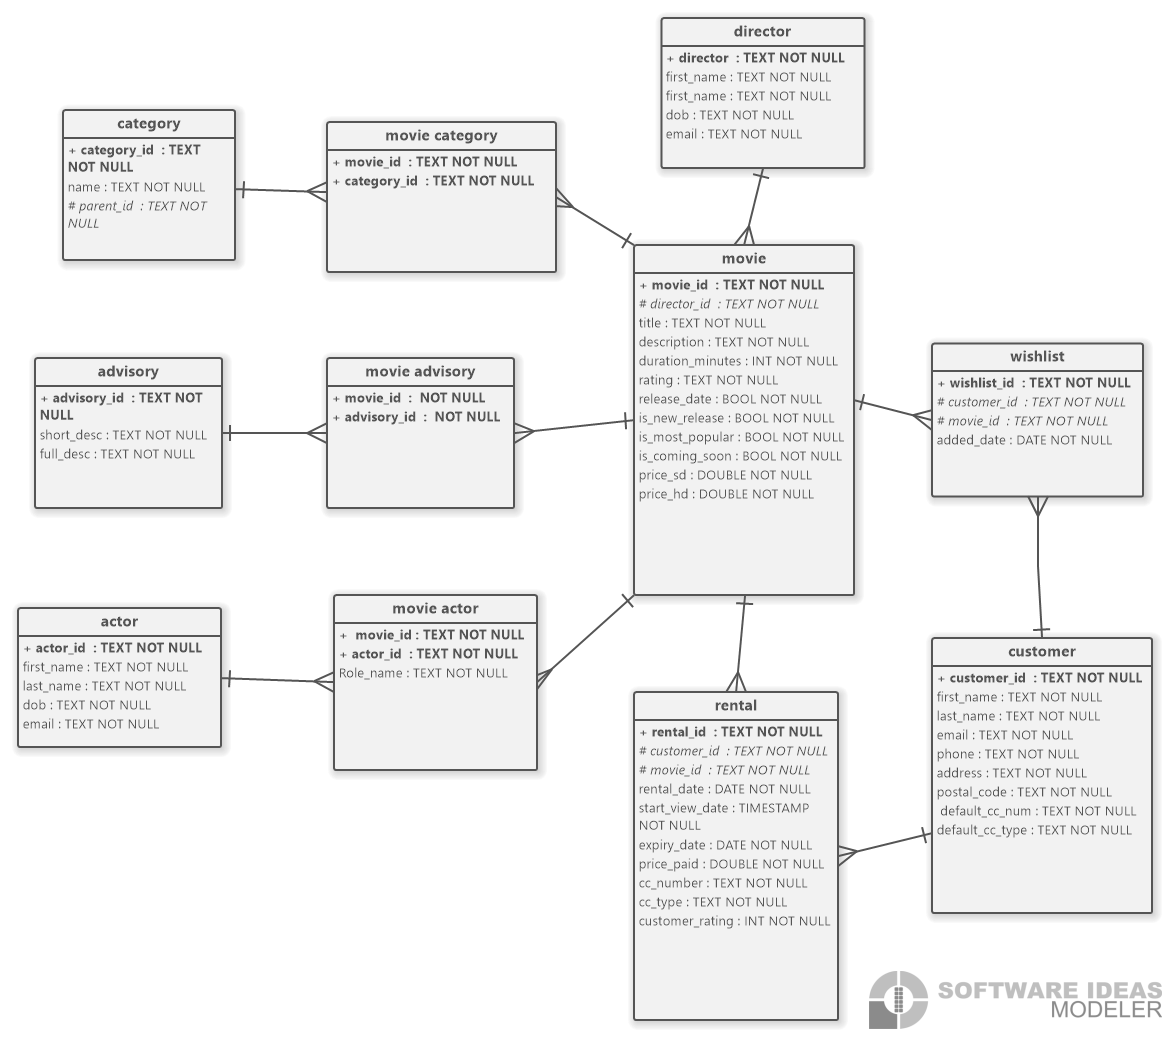 director
+ director : TEXT NOT NULL
first_name : TEXT NOT NULL
first_name : TEXT NOT NULL
dob : TEXT NOT NULL
email : TEXT NOT NULL
category
+ category_id : TEXT
NOT NULL
name : TEXT NOT NULL
# parent_id : TEXT NOT
NULL
movie category
+ movie_id : TEXT NOT NULL
+ category_id : TEXT NOT NULL
movie
+ movie_id : TEXT NOT NULL
# director_id : TEXT NOT NULL
title : TEXT NOT NULL
description : TEXT NOT NULL
duration_minutes : INT NOT NULL
rating : TEXT NOT NULL
release_date : BOOL NOT NULL
is_new_release : BOOL NOT NULL
is_most_popular : BOOL NOT NULL
is_coming_soon : BOOL NOT NULL
price_sd : DOUBLE NOT NULL
price_hd : DOUBLE NOT NULL
wishlist
+ wishlist_id : TEXT NOT NULL
# customer_id : TEXT NOT NULL
# movie_id : TEXT NOT NULL
added_date : DATE NOT NULL
advisory
+ advisory_id : TEXT NOT
NULL
short_desc : TEXT NOT NULL
full_desc : TEXT NOT NULL
movie advisory
+ movie_id : NOT NULL
+ advisory_id : NOT NULL
actor
+ actor_id : TEXT NOT NULL
first_name : TEXT NOT NULL
last_name : TEXT NOT NULL
dob : TEXT NOT NULL
email : TEXT NOT NULL
movie actor
+ movie_id : TEXT NOT NULL
+ actor_id : TEXT NOT NULL
Role_name : TEXT NOT NULL
rental
+ rental_id : TEXT NOT NULL
# customer_id : TEXT NOT NULL
# movie_id : TEXT NOT NULL
rental_date : DATE NOT NULL
start_view_date : TIMESTAMP
NOT NULL
expiry_date : DATE NOT NULL
price_paid : DOUBLE NOT NULL
cc_number : TEXT NOT NULL
cc_type : TEXT NOT NULL
customer_rating : INT NOT NULL
customer
+ customer_id : TEXT NOT NULL
first_name : TEXT NOT NULL
last_name : TEXT NOT NULL
email : TEXT NOT NULL
phone : TEXT NOT NULL
address : TEXT NOT NULL
postal_code : TEXT NOT NULL
default_cc_num : TEXT NOT NULL
default_cc_type : TEXT NOT NULL
SOFTWARE IDEAS
MODELER